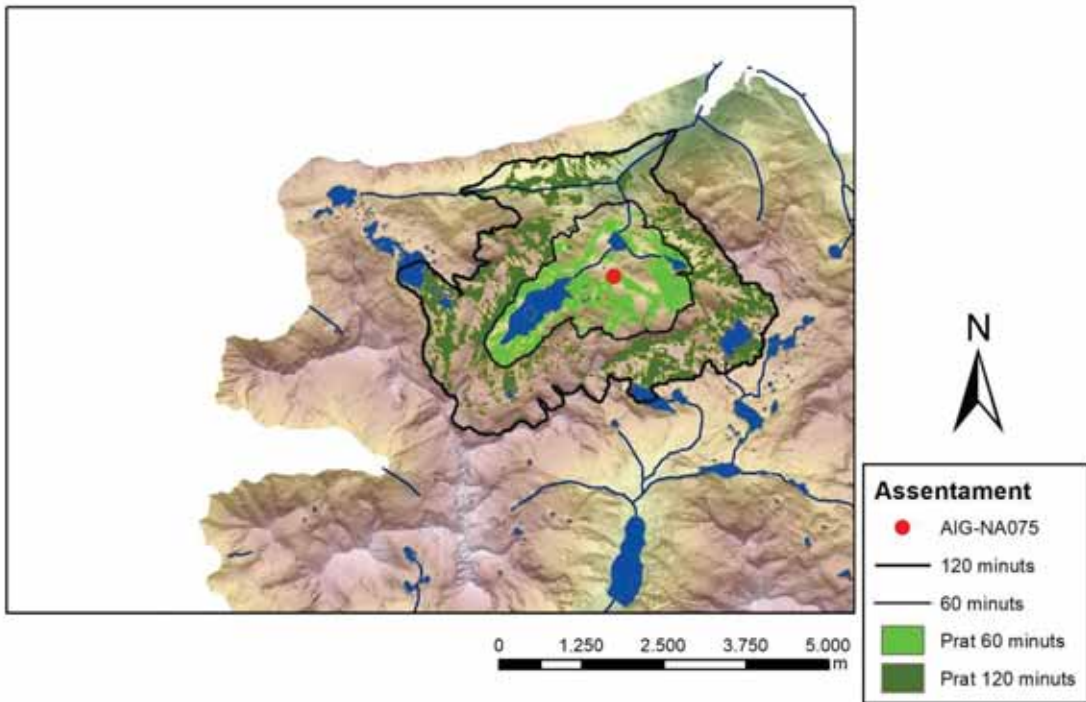 N
Assentament
AIG-NA075
120 minuts
60 minuts
Prat 60 minuts
Prat 120 minuts
0 1.250 2.500 3.750 5.000
m